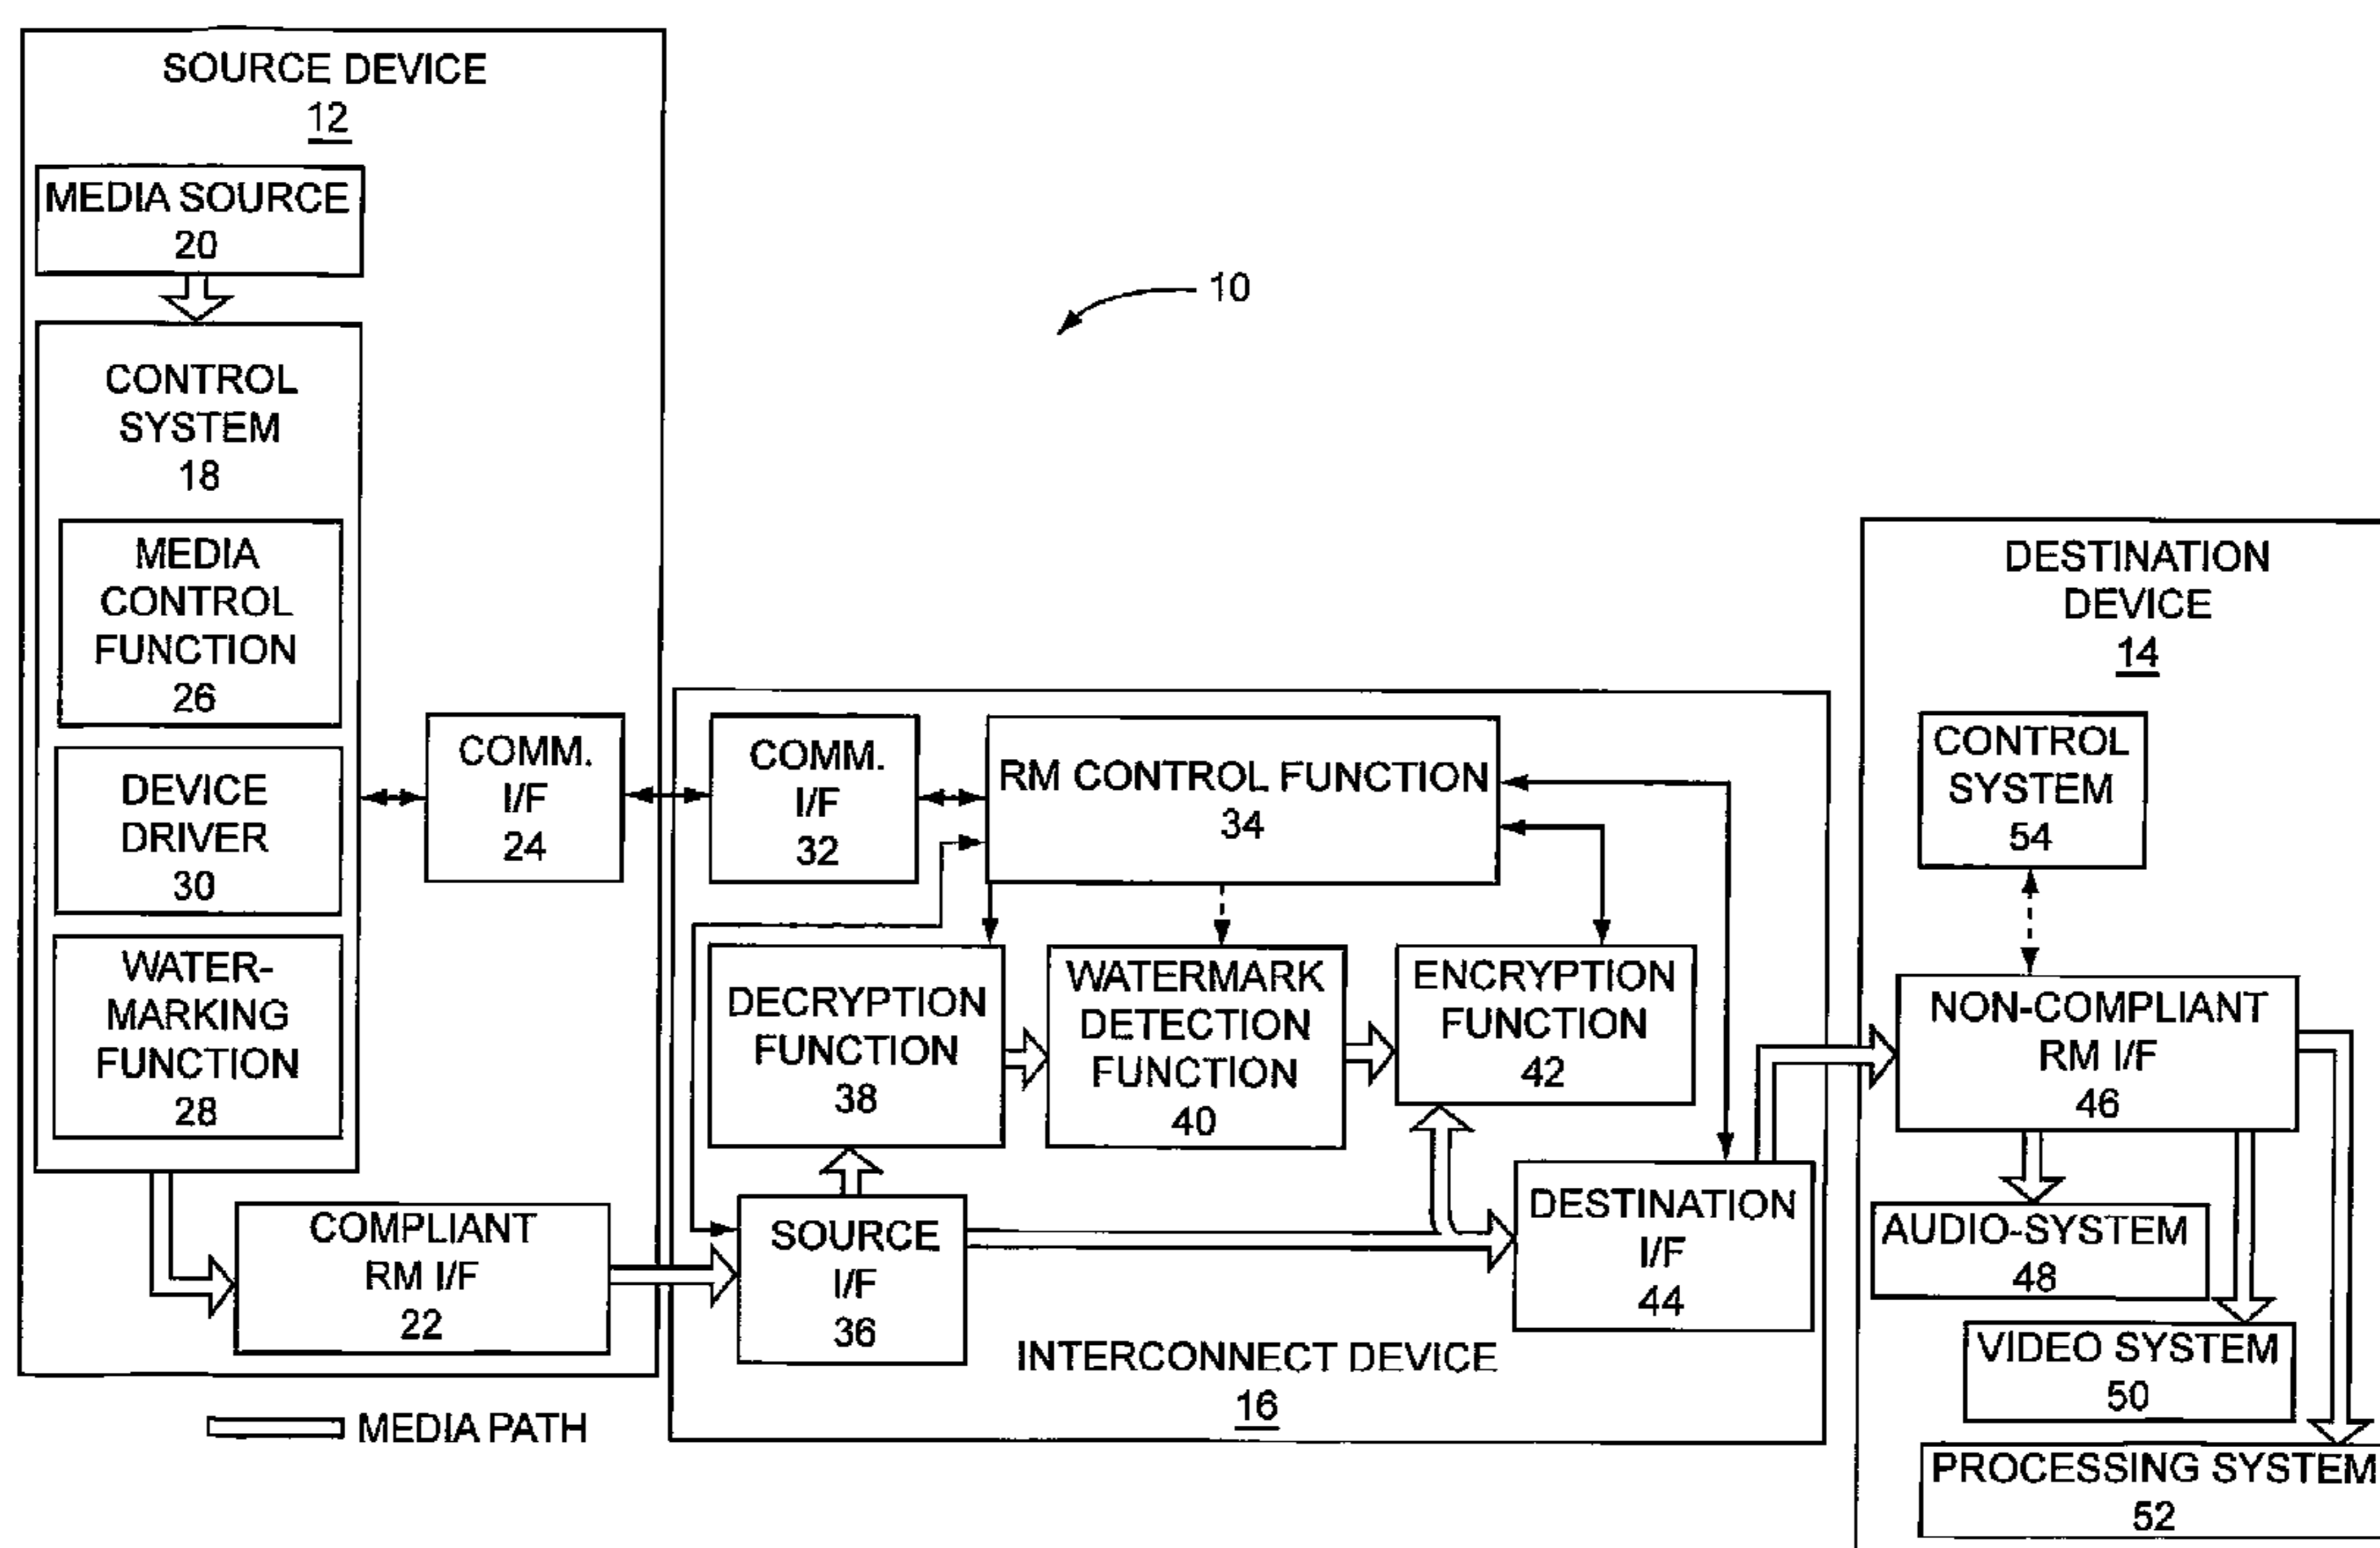 SOURCE DEVICE
12
MEDIA SOURCE
20
CONTROL
SYSTEM
18
MEDIA
CONTROL
FUNCTION
26
DEVICE
DRIVER
30
WATER-
MARKING
FUNCTION
28
COMM.
I/F
24
COMPLIANT
RM I/F
22
MEDIA PATH
10
COMM.
I/F
32
RM CONTROL FUNCTION
34
DECRYPTION
FUNCTION
38
WATERMARK
DETECTION
FUNCTION
40
ENCRYPTION
FUNCTION
42
SOURCE
I/F
36
DESTINATION
I/F
44
INTERCONNECT DEVICE
16
DESTINATION
DEVICE
14
CONTROL
SYSTEM
54
NON-COMPLIANT
RM I/F
46
AUDIO-SYSTEM
48
VIDEO SYSTEM
50
PROCESSING SYSTEM
52